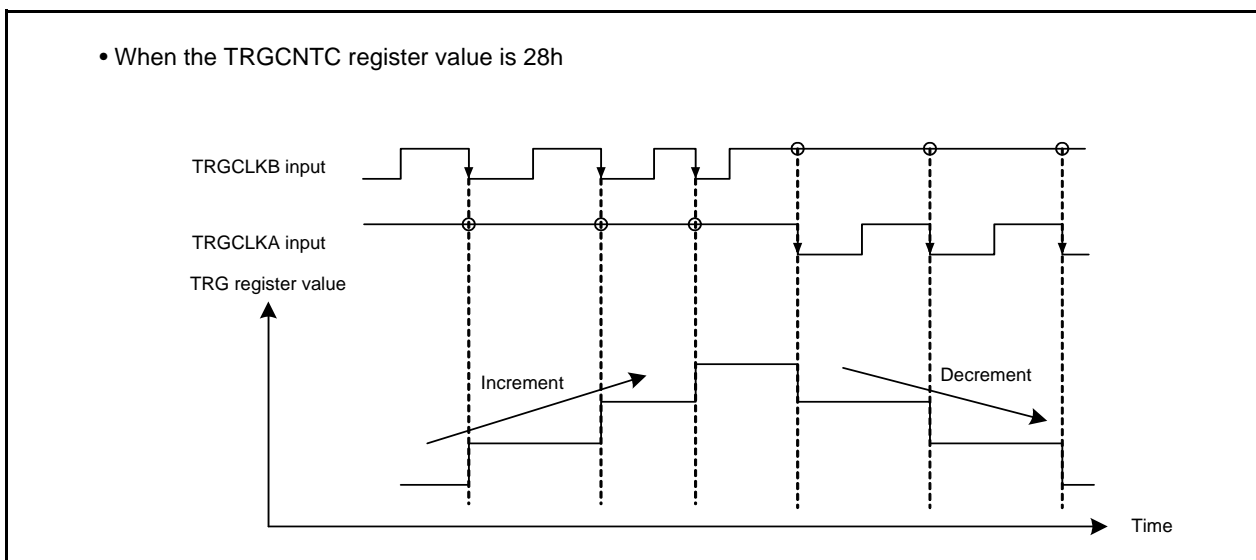 • When the TRGCNTC register value is 28h
TRGCLKB input
TRGCLKA input
TRG register value
Increment
Decrement
Time